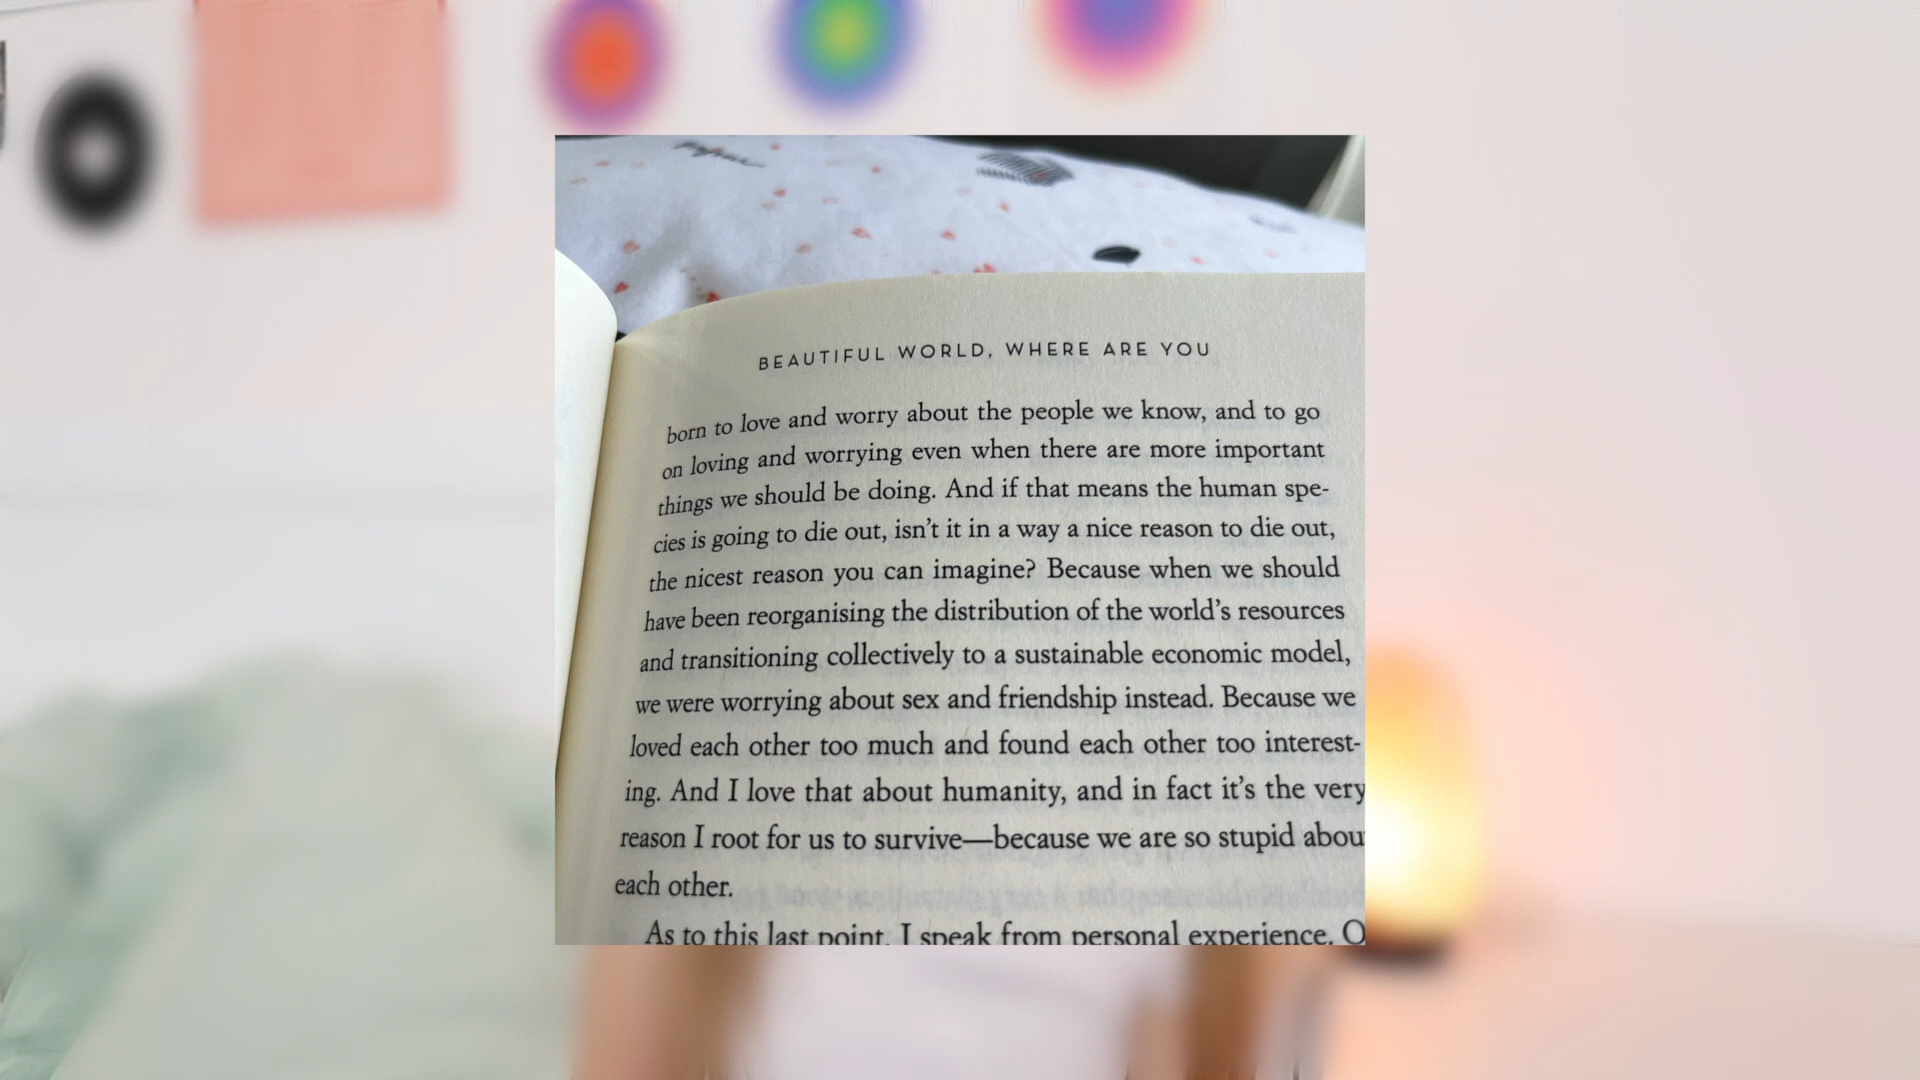 BEAUTIFUL WORLD, WHERE ARE YOU
born to love and worry about the people we know, and to go
on loving and worrying even when there are more important
things we should be doing. And if that means the human spe-
cies is going to die out, isn't it in a way a nice reason to die out,
the nicest reason you can imagine? Because when we should
have been reorganising the distribution of the world's resources
and transitioning collectively to a sustainable economic model,
we were worrying about sex and friendship instead. Because we
loved each other too much and found each other too interest-
ing. And I love that about humanity, and in fact it's the very
reason I root for us to survive—because we are so stupid abou
each other.
As to this last point, I speak from personal experience. O